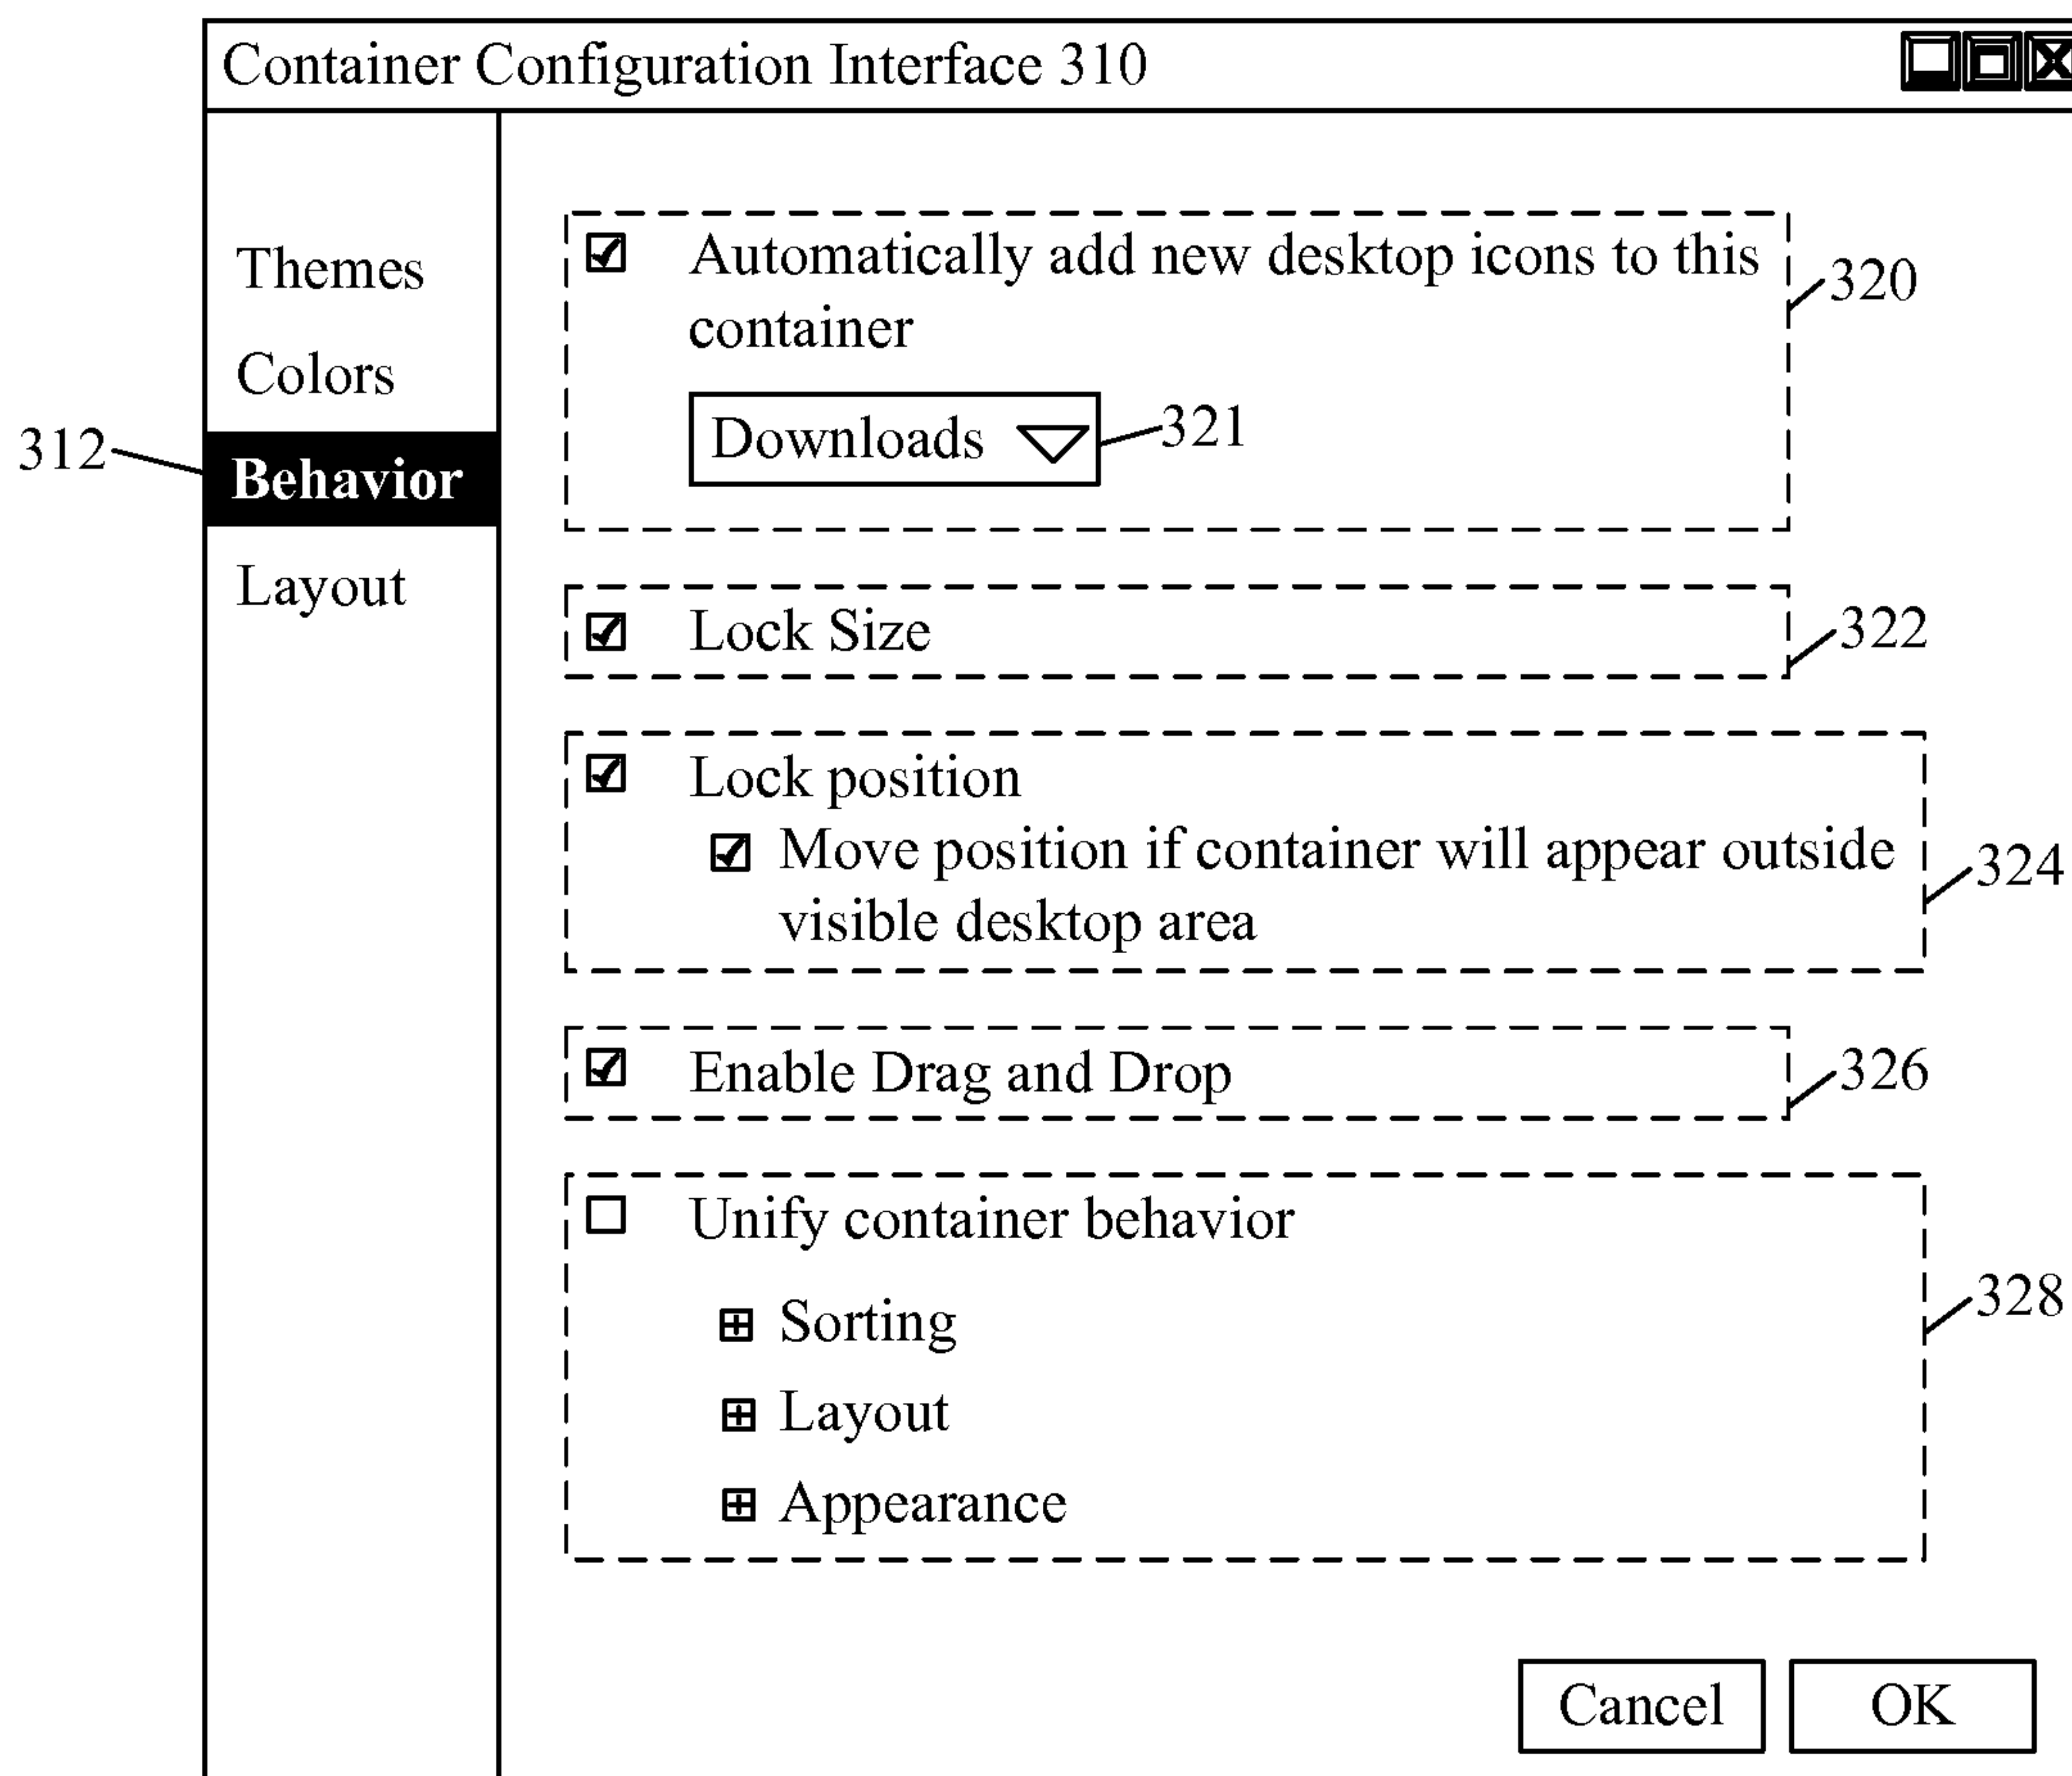 Container Configuration Interface 310
Themes
Colors
312
Behavior
Layout
Automatically add new desktop icons to this
container
320
Downloads
321
Lock Size
322
Lock position
Move position if container will appear outside
visible desktop area
324
Enable Drag and Drop
326
Unify container behavior
Sorting
328
Layout
Appearance
Cancel
OK